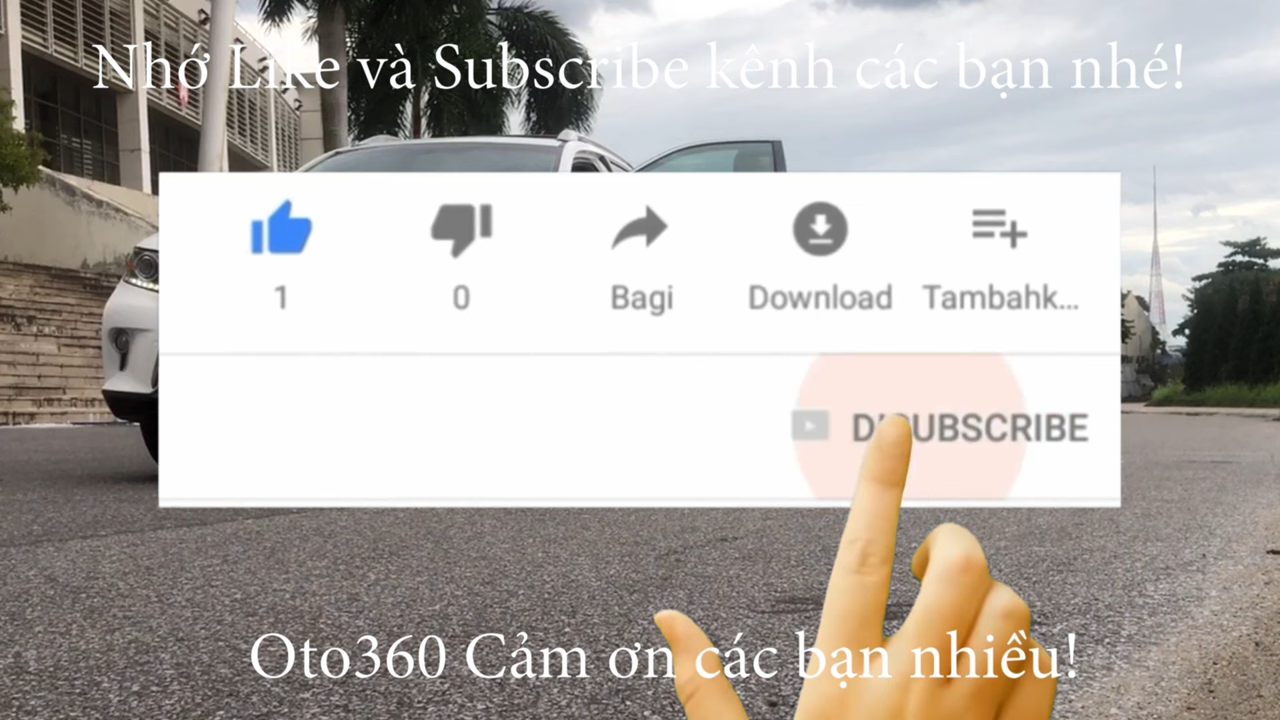 Nhớ Like và Subscribe kênh các bạn nhé!
1
0
Bagi
Download
Tambahk...
DISUBSCRIBE
Oto360 Cảm ơn các bạn nhiều!